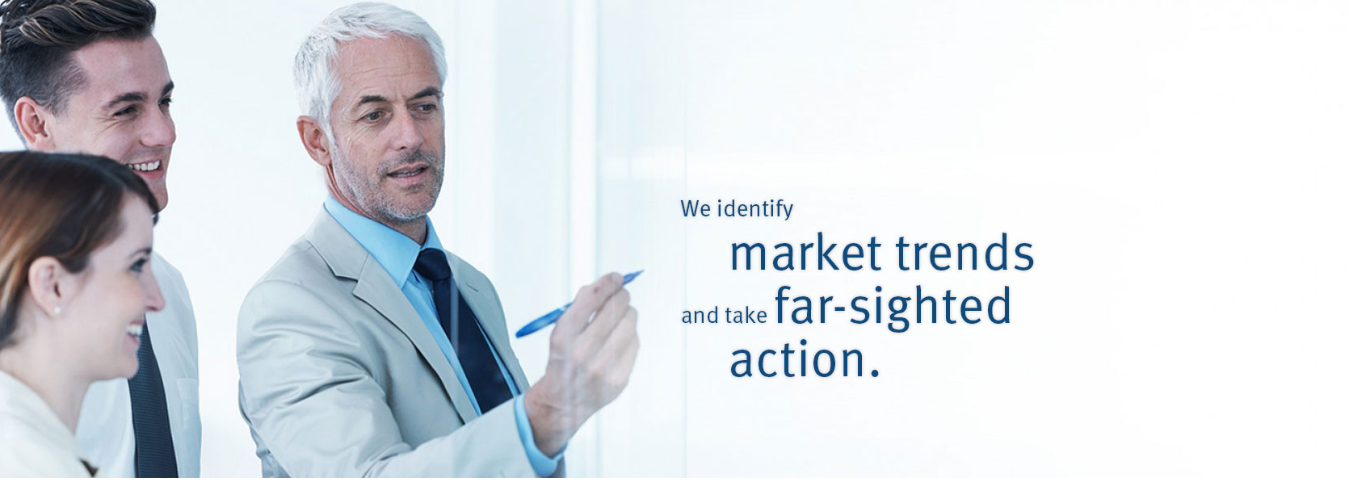 We identify
market trends
and take far-sighted
action.